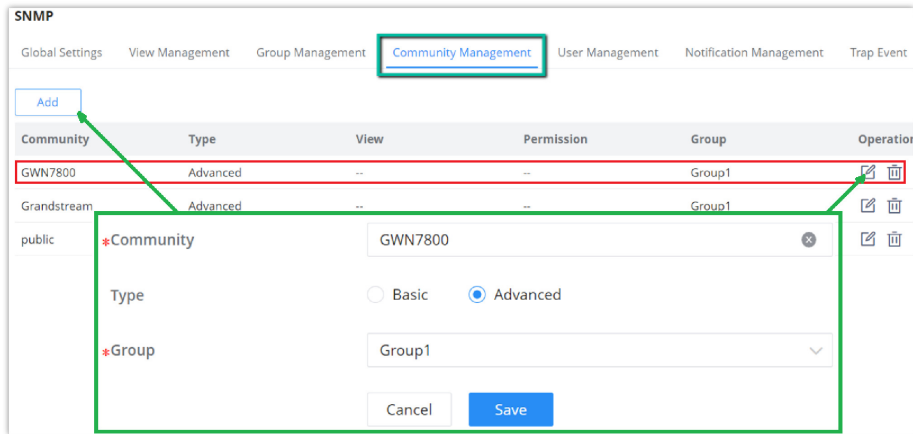 SNMP
Global Settings View Management Group Management Community Management User Management Notification Management Trap Event
Add
Community Type View Permission Group Operation
GWN7800 Advanced -- -- Group1
Grandstream Advanced -- -- Group1
public
*Community GWN7800
Type Basic Advanced
*Group Group1
Cancel Save